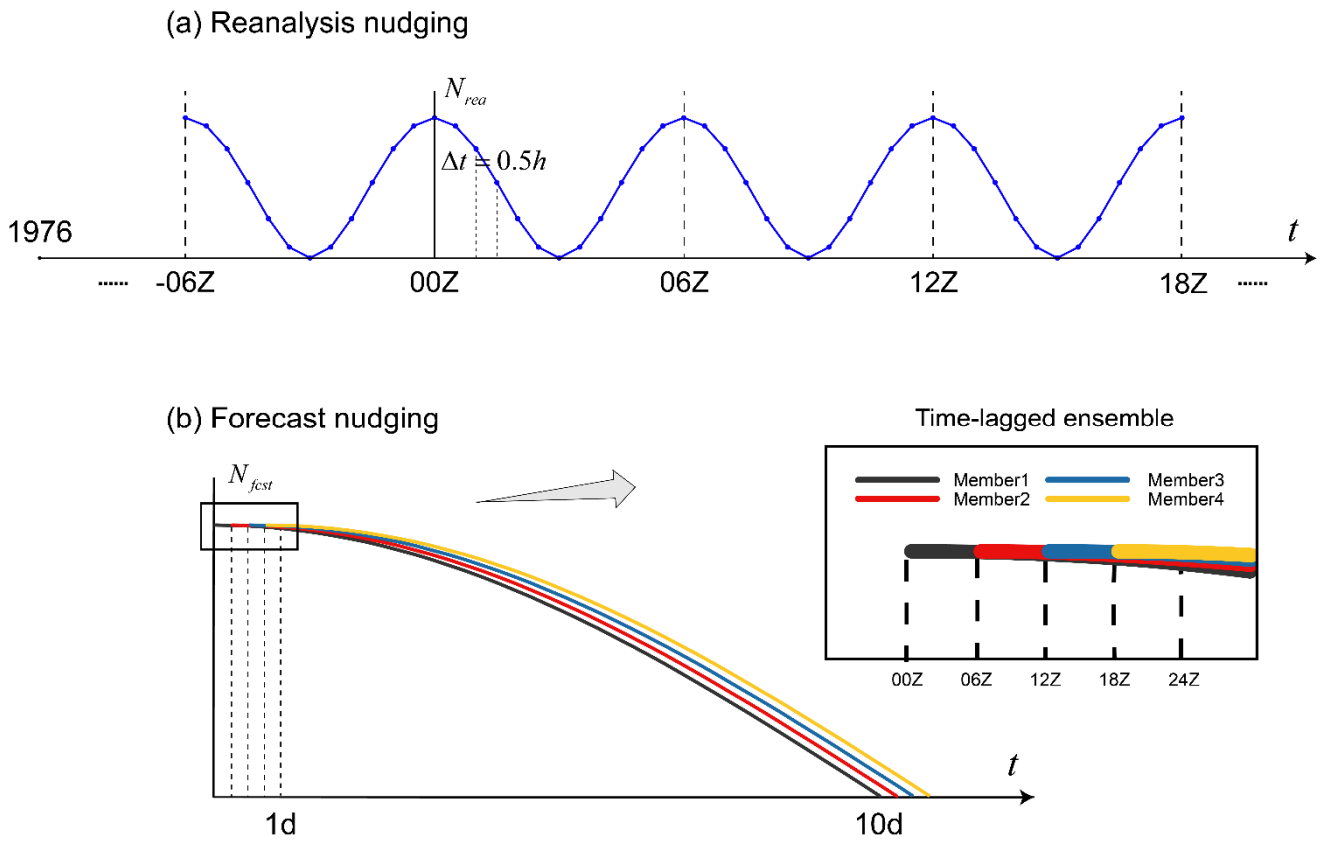 (a) Reanalysis nudging
N_rea
Δt = 0.5h
1976
t
...... -06Z 00Z 06Z 12Z 18Z ......
(b) Forecast nudging
Time-lagged ensemble
N_fcst
Member1 Member3
Member2 Member4
00Z 06Z 12Z 18Z 24Z
t
1d 10d